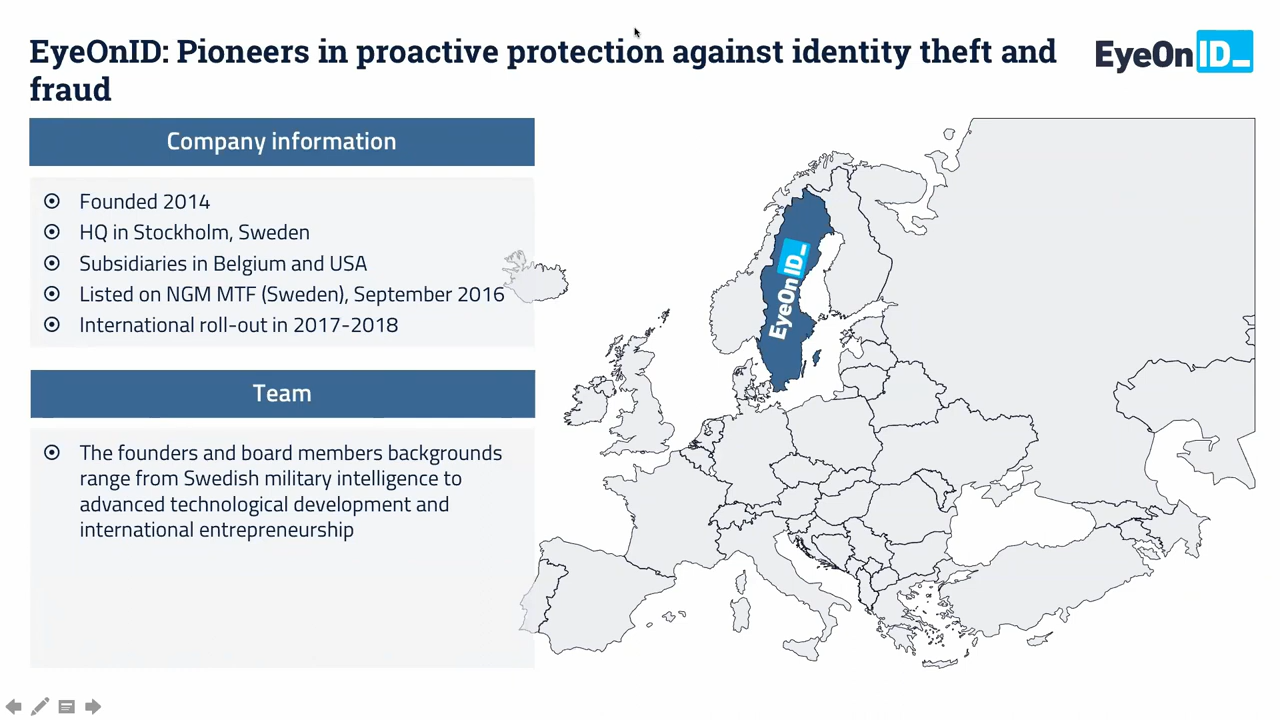 EyeOnID: Pioneers in proactive protection against identity theft and
fraud
EyeOnID_
Company information
Founded 2014
HQ in Stockholm, Sweden
Subsidiaries in Belgium and USA
Listed on NGM MTF (Sweden), September 2016
International roll-out in 2017-2018
Team
The founders and board members backgrounds
range from Swedish military intelligence to
advanced technological development and
international entrepreneurship
EyeOnID_